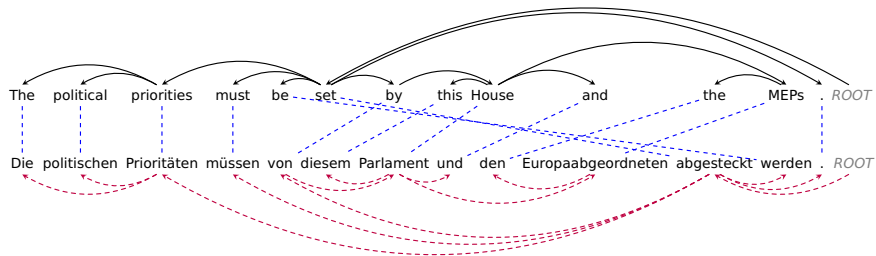 The political priorities must be set by this House and the MEPs . ROOT
Die politischen Prioritäten müssen von diesem Parlament und den Europaabgeordneten abgesteckt werden . ROOT